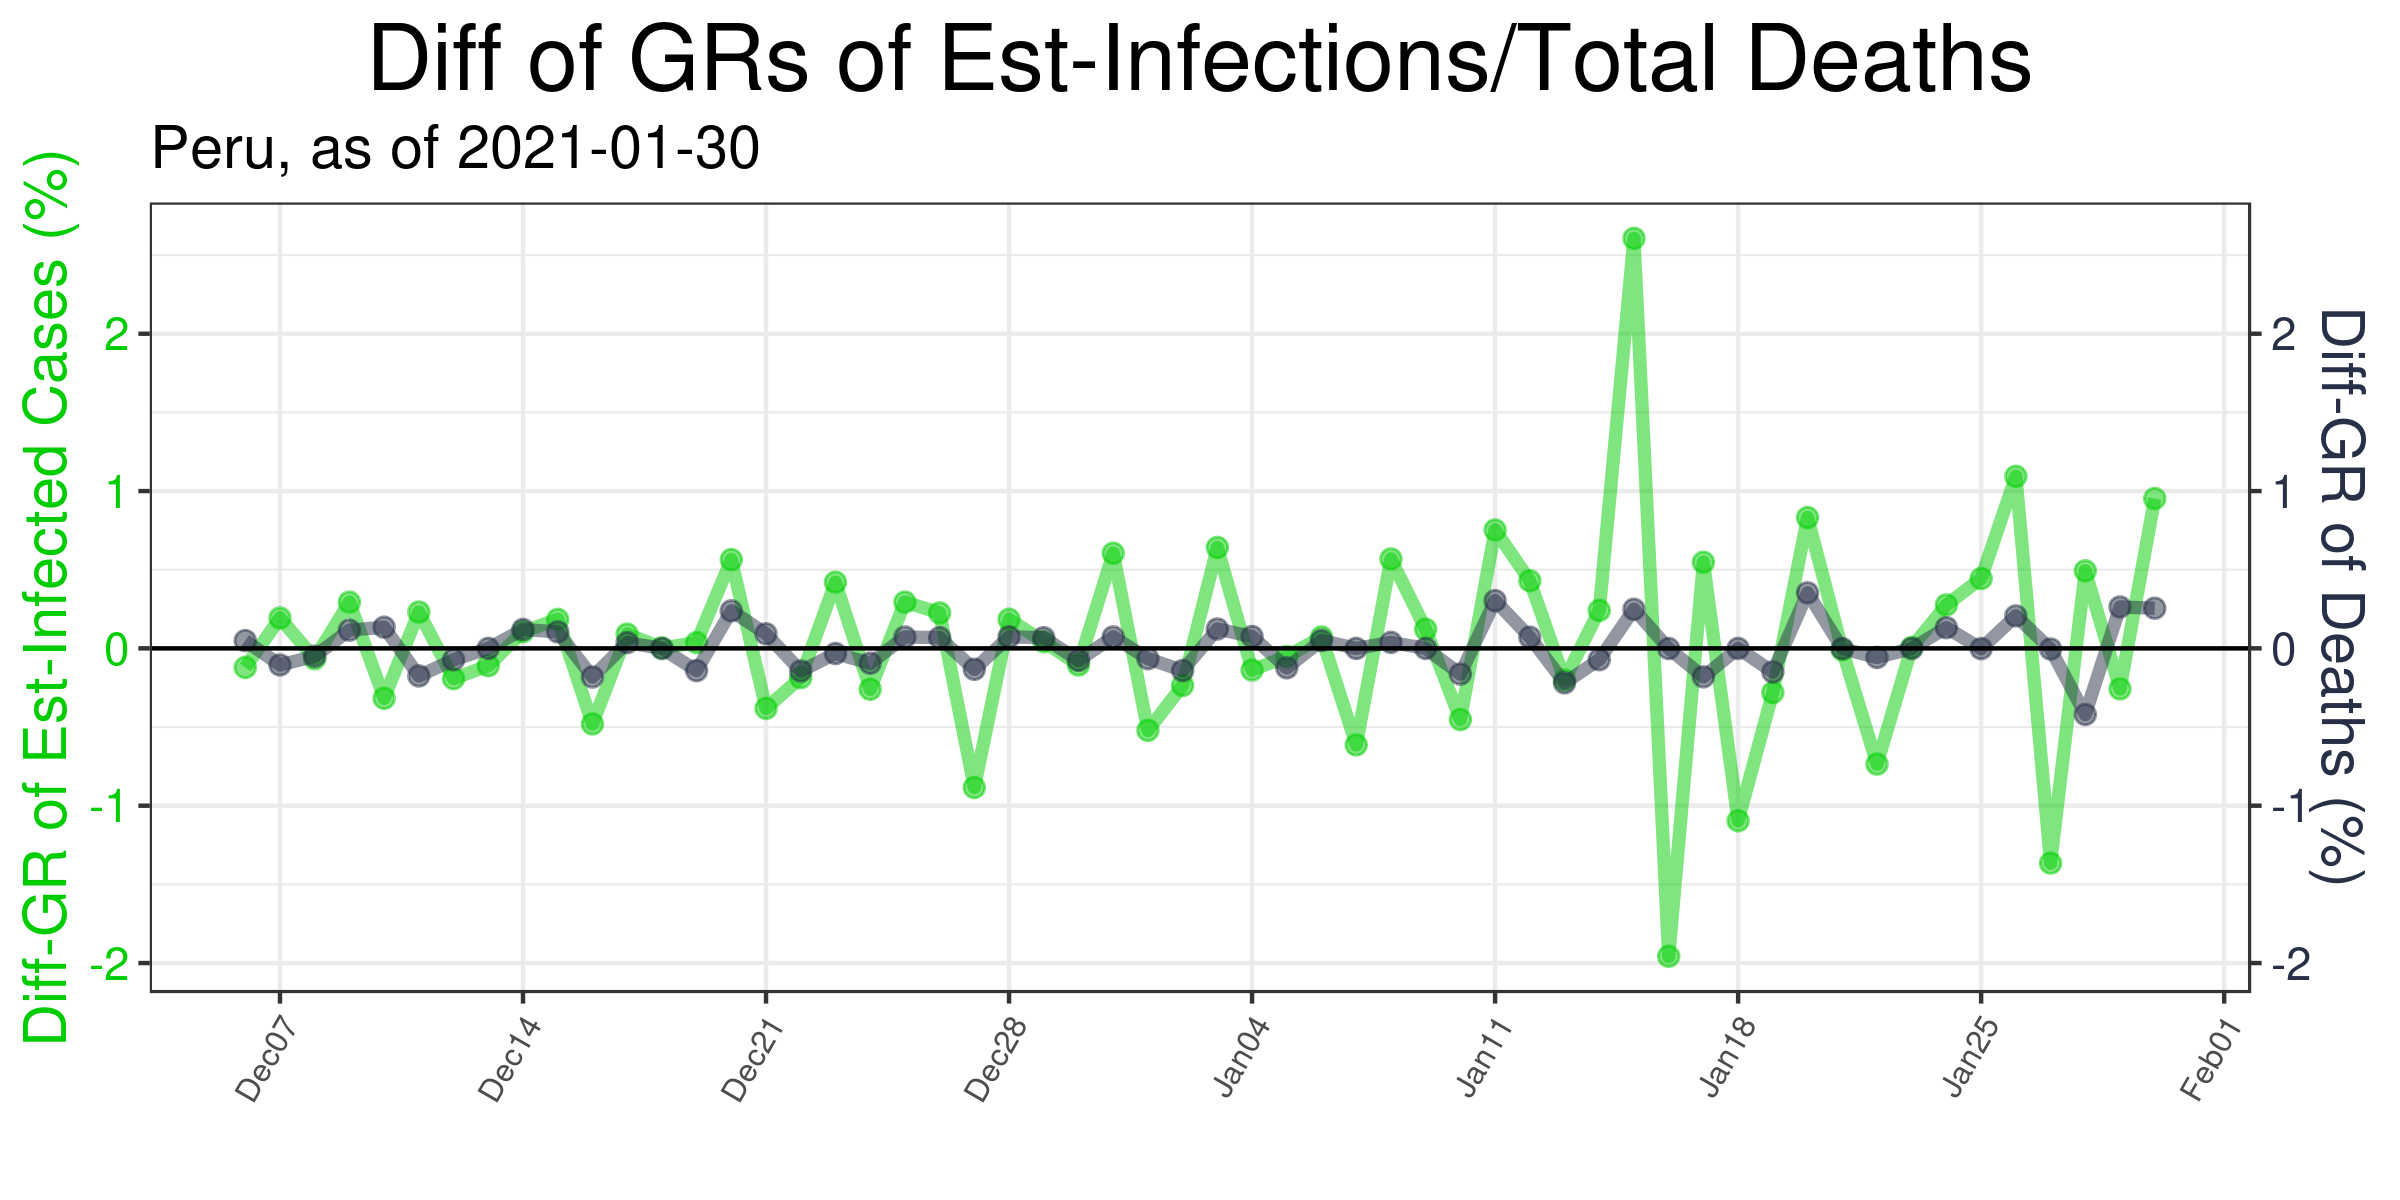 Diff of GRs of Est-Infections/Total Deaths
Peru, as of 2021-01-30
Diff-GR of Est-Infected Cases (%)
2
1
0
-1
-2
2
1
0
-1
-2
Diff-GR of Deaths (%)
Dec07
Dec14
Dec21
Dec28
Jan04
Jan11
Jan18
Jan25
Feb01